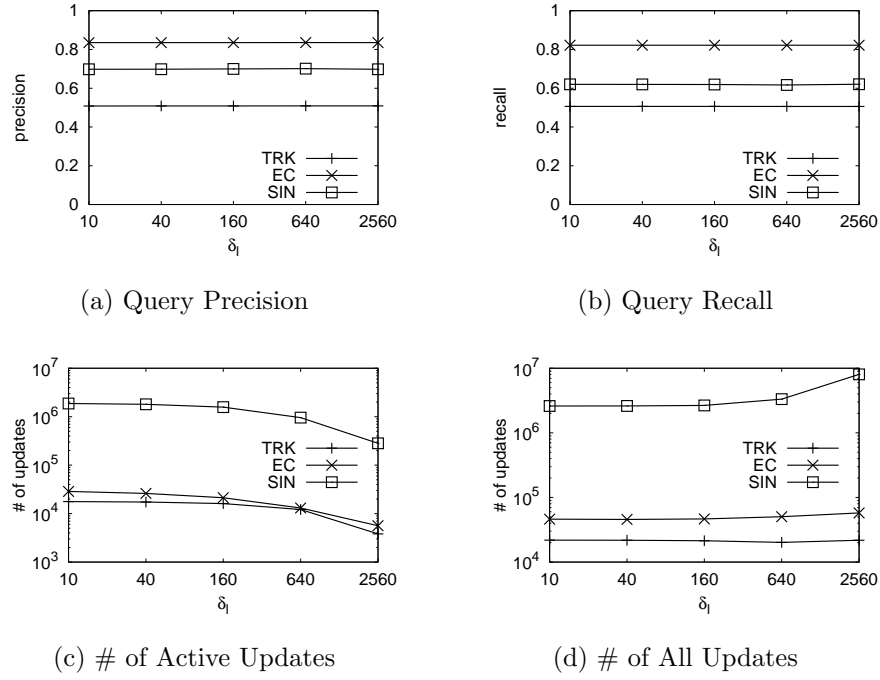 1
0.8
0.6
0.4
0.2
0
precision
TRK
EC
SIN
10 40 160 640 2560
δl
(a) Query Precision
1
0.8
0.6
0.4
0.2
0
recall
TRK
EC
SIN
10 40 160 640 2560
δl
(b) Query Recall
10^7
10^6
10^5
10^4
10^3
# of updates
TRK
EC
SIN
10 40 160 640 2560
δl
(c) # of Active Updates
10^7
10^6
10^5
10^4
# of updates
TRK
EC
SIN
10 40 160 640 2560
δl
(d) # of All Updates